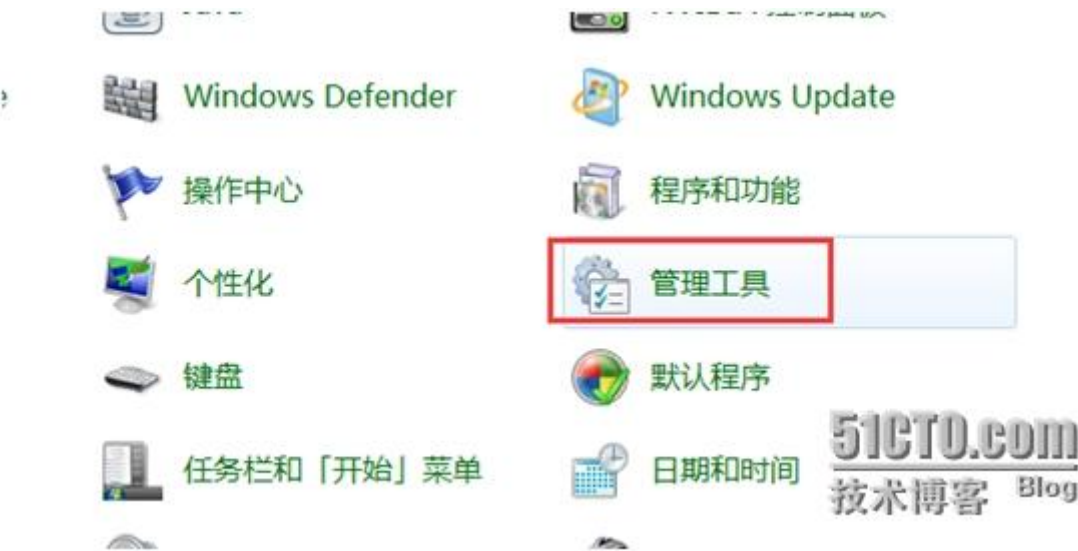 Windows Defender
Windows Update
操作中心
程序和功能
个性化
管理工具
键盘
默认程序
任务栏和「开始」菜单
日期和时间
51CTO.com
技术博客 Blog